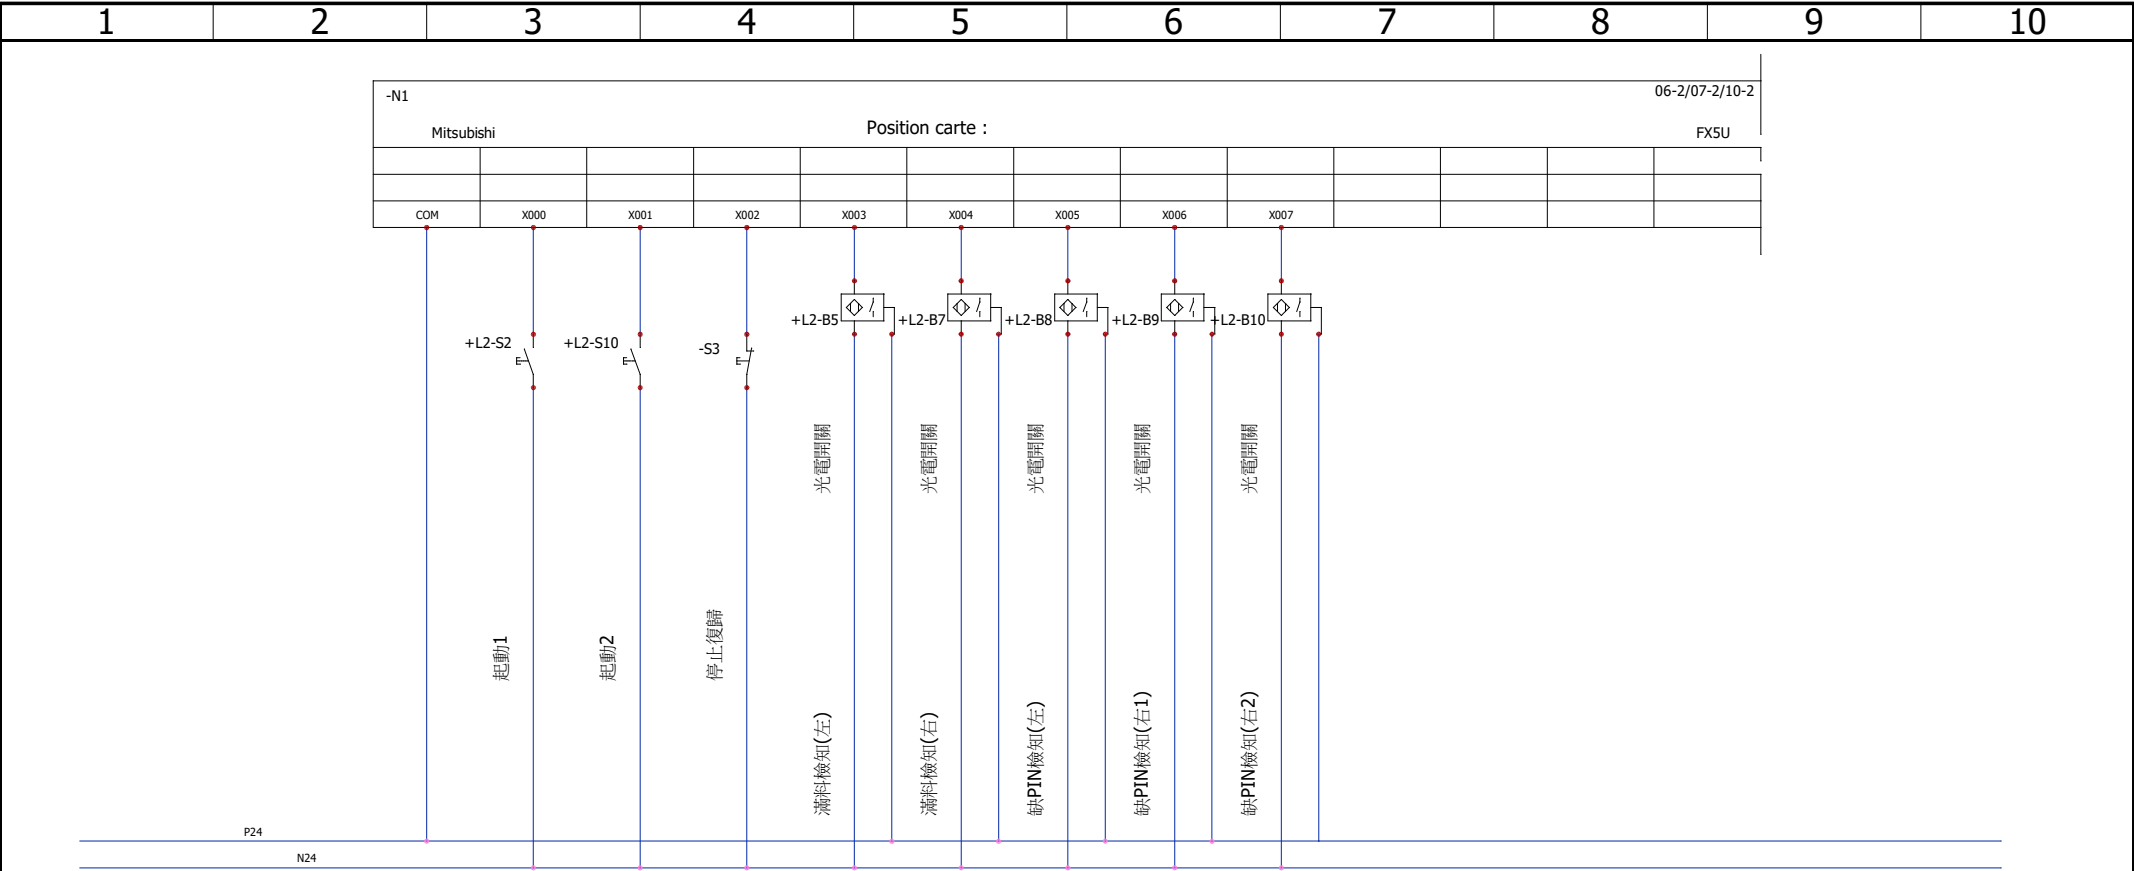 1 2 3 4 5 6 7 8 9 10
-N1 06-2/07-2/10-2
Mitsubishi Position carte : FX5U
COM X000 X001 X002 X003 X004 X005 X006 X007
+L2-S2 +L2-S10 -S3 +L2-B5 +L2-B7 +L2-B8 +L2-B9 +L2-B10
光電開關 光電開關 光電開關 光電開關 光電開關
起動1 起動2 停止復歸
滿料檢知(左) 滿料檢知(右) 缺PIN檢知(左) 缺PIN檢知(右1) 缺PIN檢知(右2)
P24
N24